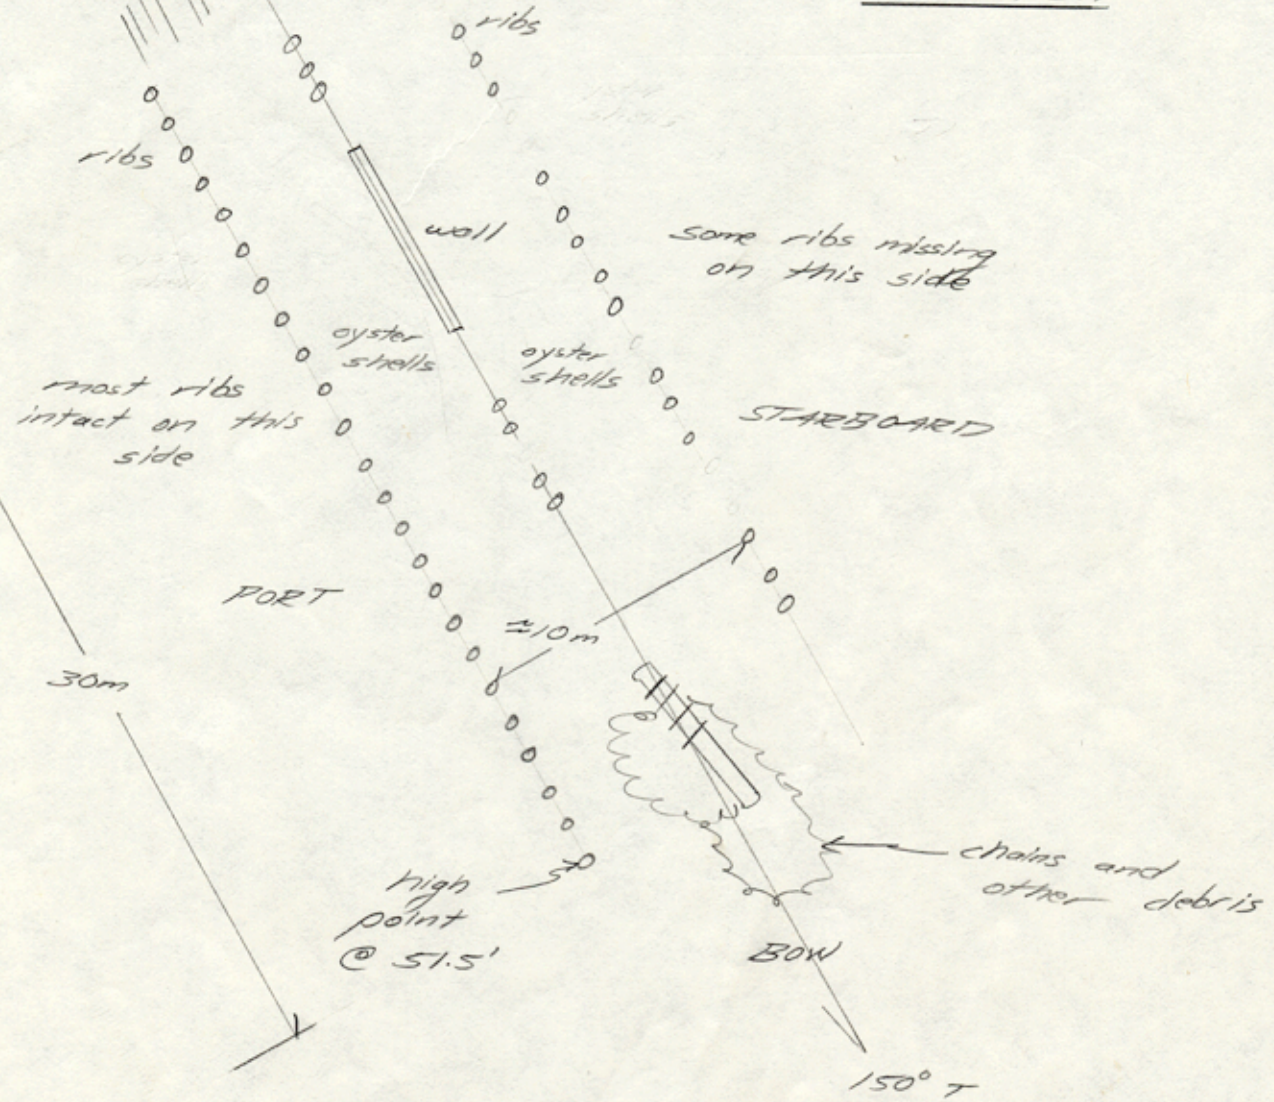 ribs
ribs
wall
some ribs missing
on this side
oyster
shells
oyster
shells
most ribs
intact on this
side
STARBOARD
PORT
≈10m
30m
chains and
other debris
high
point
@ 51.5'
BOW
150° T